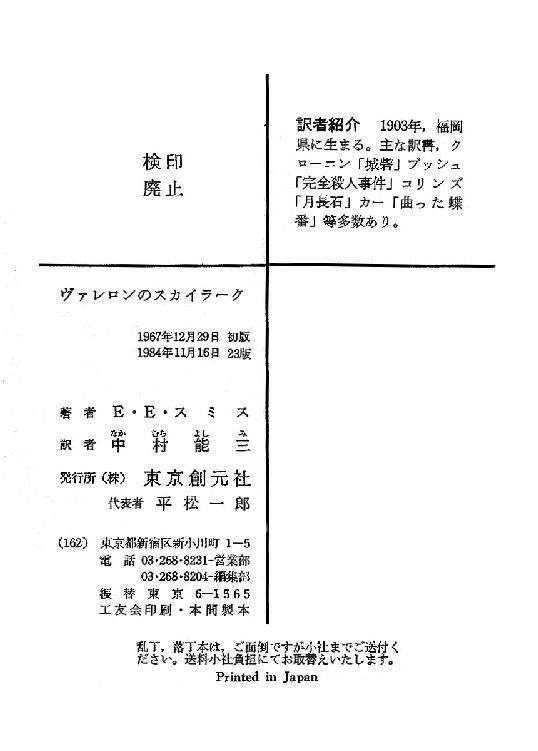 検印
廃止
訳者紹介　1903年，福岡
県に生まる。主な訳書，ク
ローニン「城砦」ブッシュ
「完全殺人事件」コリンズ
「月長石」カー「曲った蝶
番」等多数あり。
ヴァレロンのスカイラーク
1967年12月29日 初版
1984年11月16日 23版
著者 E・E・スミス
なか むら よし み
訳者 中村能三
発行所（株） 東京創元社
代表者 平松一郎
(162) 東京都新宿区新小川町 1－5
電話 03・268・8231-営業部
03・268・8204-編集部
振替東京 6－1565
工友会印刷・本間製本
乱丁，落丁本は，ご面倒ですが小社までご送付く
ださい。送料小社負担にてお取替えいたします。
Printed in Japan